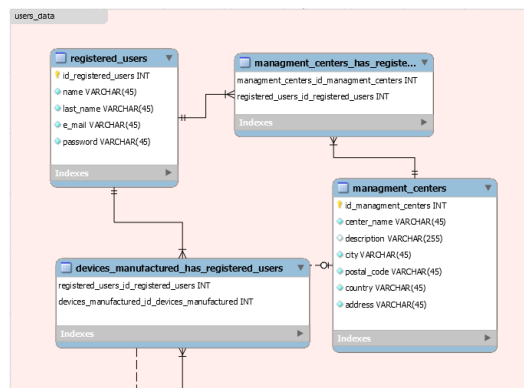 users_data
registered_users
id_registered_users INT
name VARCHAR(45)
last_name VARCHAR(45)
e_mail VARCHAR(45)
password VARCHAR(45)
Indexes
managment_centers_has_registe...
managment_centers_id_managment_centers INT
registered_users_id_registered_users INT
Indexes
managment_centers
id_managment_centers INT
center_name VARCHAR(45)
description VARCHAR(255)
city VARCHAR(45)
postal_code VARCHAR(45)
country VARCHAR(45)
address VARCHAR(45)
Indexes
devices_manufactured_has_registered_users
registered_users_id_registered_users INT
devices_manufactured_id_devices_manufactured INT
Indexes